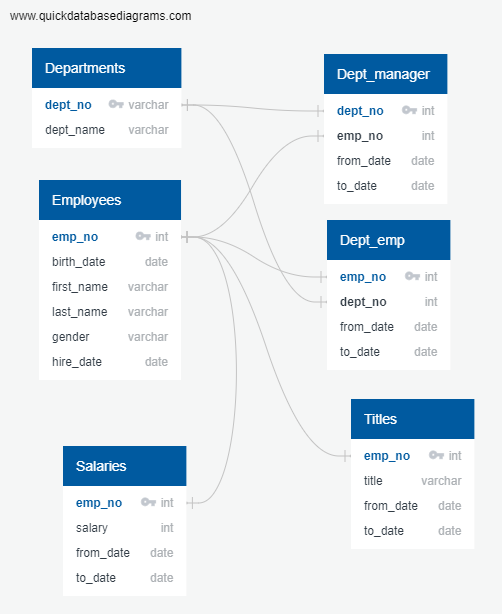 www.quickdatabasediagrams.com
Departments
dept_no varchar
dept_name varchar
Employees
emp_no int
birth_date date
first_name varchar
last_name varchar
gender varchar
hire_date date
Salaries
emp_no int
salary int
from_date date
to_date date
Dept_manager
dept_no int
emp_no int
from_date date
to_date date
Dept_emp
emp_no int
dept_no int
from_date date
to_date date
Titles
emp_no int
title varchar
from_date date
to_date date